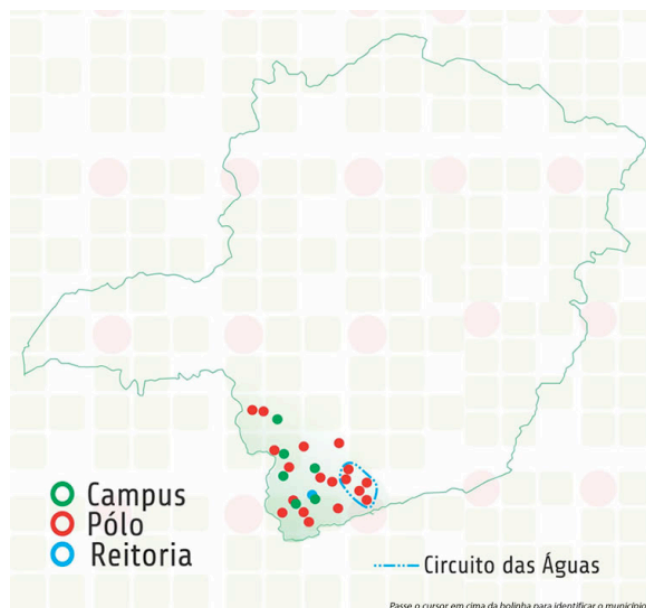 Campus
Pólo
Reitoria
Circuito das Águas
Passe o cursor em cima da bolinha para identificar o município